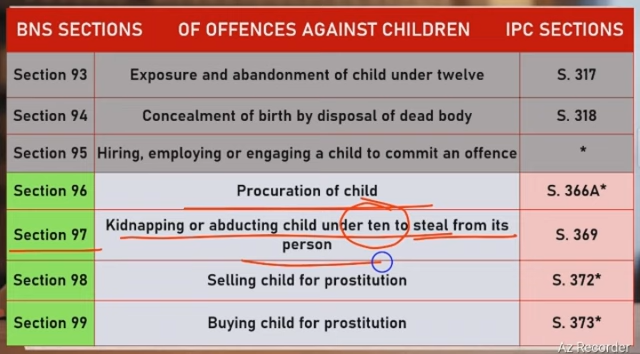 BNS SECTIONS OF OFFENCES AGAINST CHILDREN IPC SECTIONS
Section 93 Exposure and abandonment of child under twelve S. 317
Section 94 Concealment of birth by disposal of dead body S. 318
Section 95 Hiring, employing or engaging a child to commit an offence *
Section 96 Procuration of child S. 366A*
Section 97 Kidnapping or abducting child under ten to steal from its S. 369
person
Section 98 Selling child for prostitution S. 372*
Section 99 Buying child for prostitution S. 373*
Az Recorder